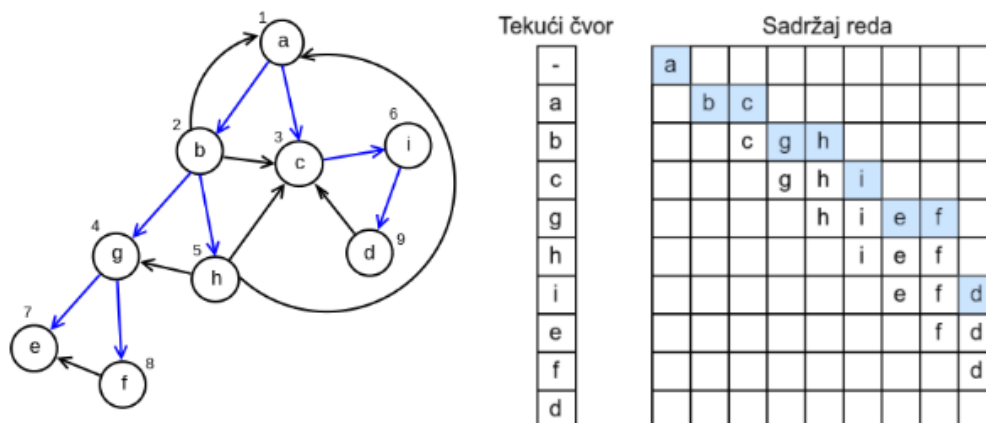 1
a
2
b
3
c
6
i
4
g
5
h
d
9
7
e
f
8
Tekući čvor Sadržaj reda
- a
a b c
b c g h
c g h i
g h i e f
h i e f
i e f d
e f d
f d
d